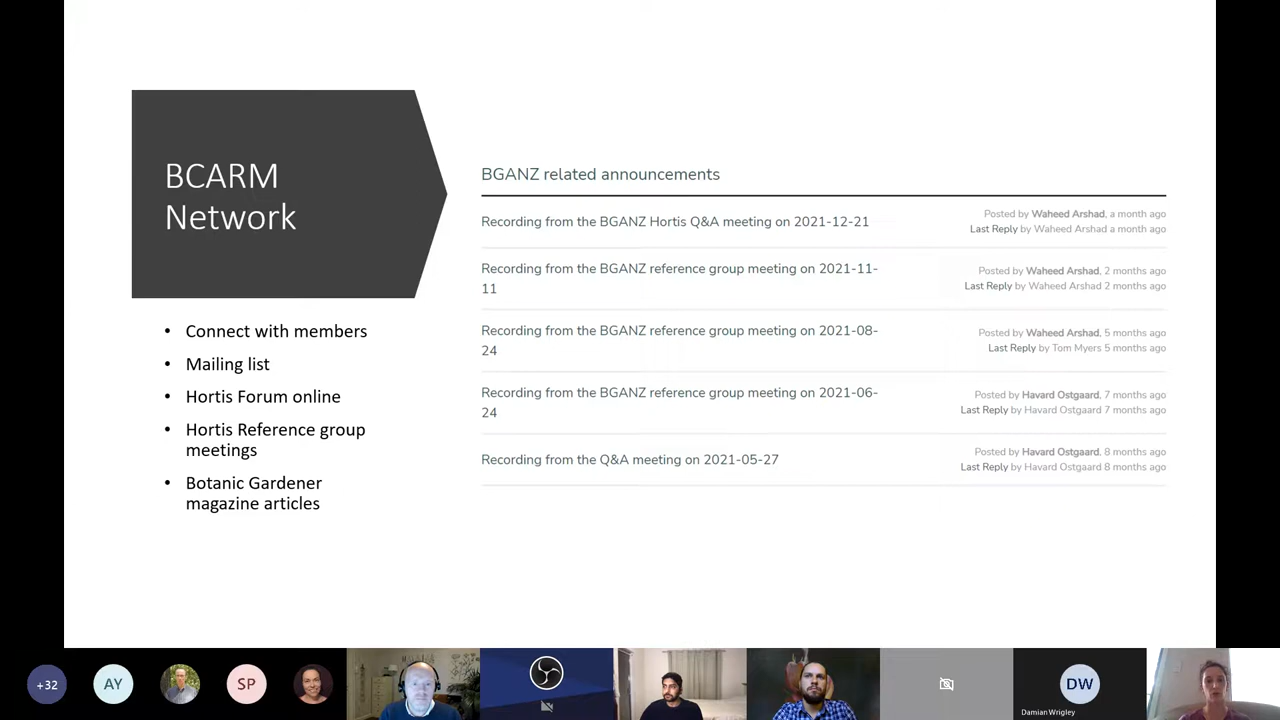 BCARM
Network
• Connect with members
• Mailing list
• Hortis Forum online
• Hortis Reference group
meetings
• Botanic Gardener
magazine articles
BGANZ related announcements
Recording from the BGANZ Hortis Q&A meeting on 2021-12-21
Posted by Waheed Arshad, a month ago
Last Reply by Waheed Arshad a month ago
Recording from the BGANZ reference group meeting on 2021-11-
11
Posted by Waheed Arshad, 2 months ago
Last Reply by Waheed Arshad 2 months ago
Recording from the BGANZ reference group meeting on 2021-08-
24
Posted by Waheed Arshad, 5 months ago
Last Reply by Tom Myers 5 months ago
Recording from the BGANZ reference group meeting on 2021-06-
24
Posted by Havard Ostgaard, 7 months ago
Last Reply by Havard Ostgaard 7 months ago
Recording from the Q&A meeting on 2021-05-27
Posted by Havard Ostgaard, 8 months ago
Last Reply by Havard Ostgaard 8 months ago
+32
AY
SP
DW
Damian Wrigley